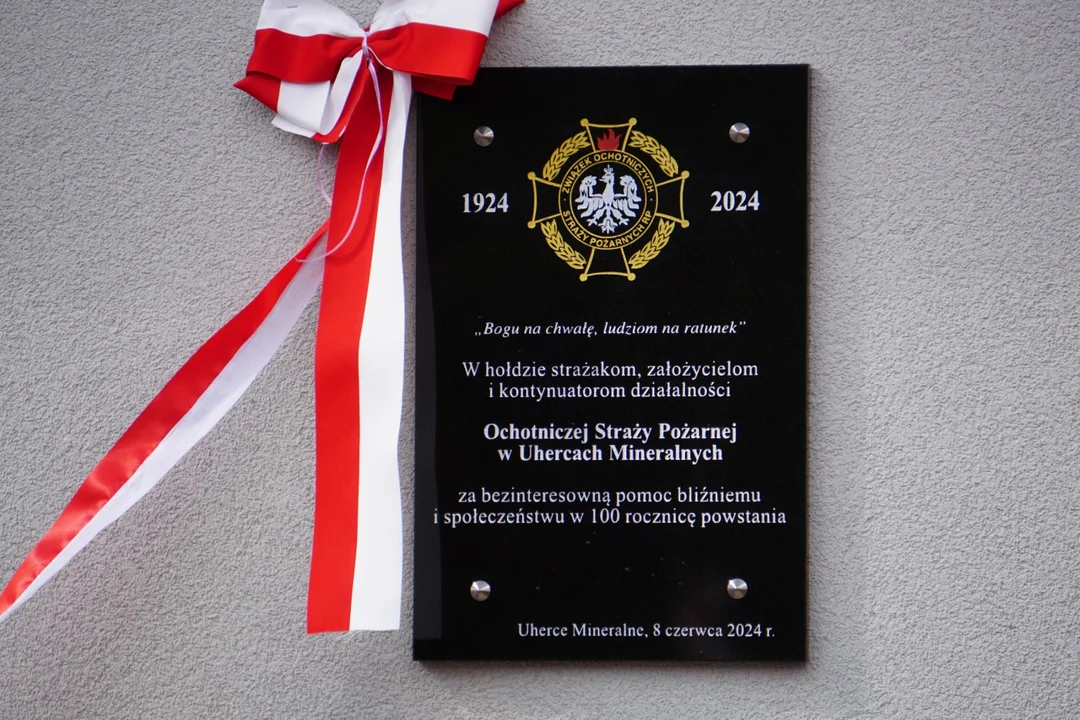 1924
ZWIĄZEK OCHOTNICZYCH
STRAŻY POŻARNYCH RP
2024
„Bogu na chwałę, ludziom na ratunek”
W hołdzie strażakom, założycielom
i kontynuatorom działalności
Ochotniczej Straży Pożarnej
w Uhercach Mineralnych
za bezinteresowną pomoc bliźniemu
i społeczeństwu w 100 rocznicę powstania
Uherce Mineralne, 8 czerwca 2024 r.